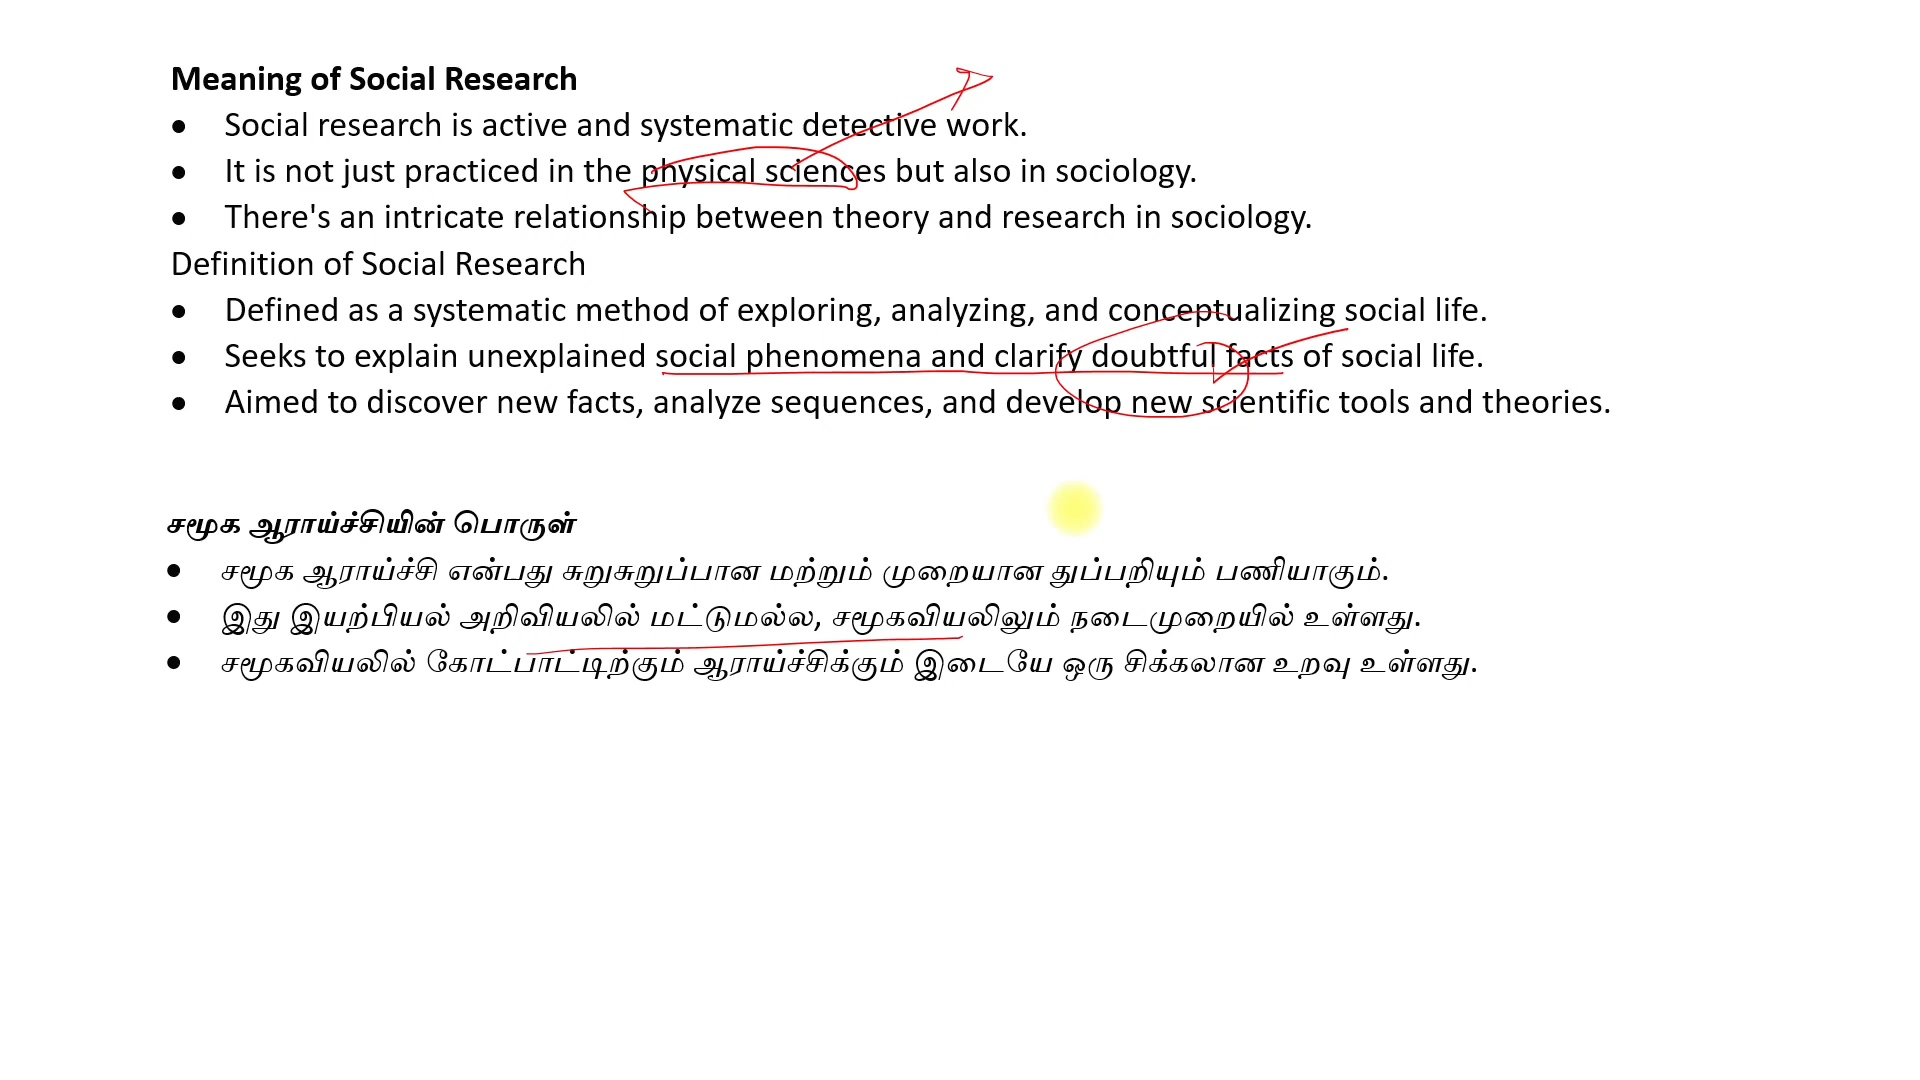 Meaning of Social Research
● Social research is active and systematic detective work.
● It is not just practiced in the physical sciences but also in sociology.
● There's an intricate relationship between theory and research in sociology.
Definition of Social Research
● Defined as a systematic method of exploring, analyzing, and conceptualizing social life.
● Seeks to explain unexplained social phenomena and clarify doubtful facts of social life.
● Aimed to discover new facts, analyze sequences, and develop new scientific tools and theories.
சமூக ஆராய்ச்சியின் பொருள்
● சமூக ஆராய்ச்சி என்பது சுறுசுறுப்பான மற்றும் முறையான துப்பறியும் பணியாகும்.
● இது இயற்பியல் அறிவியலில் மட்டுமல்ல, சமூகவியலிலும் நடைமுறையில் உள்ளது.
● சமூகவியலில் கோட்பாட்டிற்கும் ஆராய்ச்சிக்கும் இடையே ஒரு சிக்கலான உறவு உள்ளது.